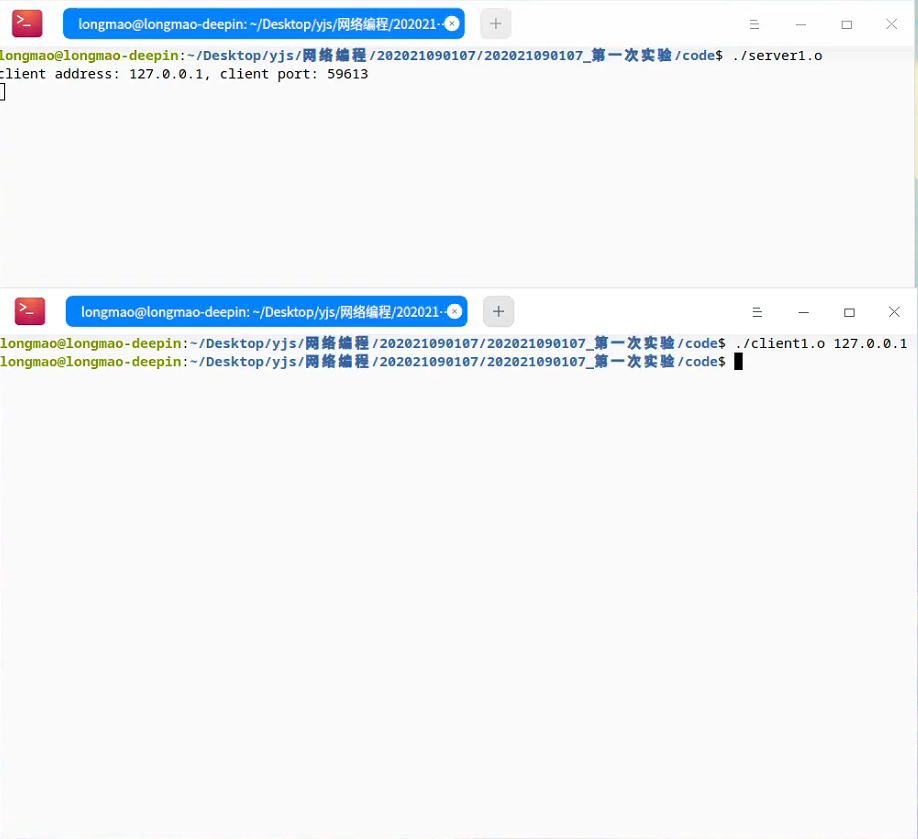 longmao@longmao-deepin: ~/Desktop/yjs/网络编程/202021··
longmao@longmao-deepin:~/Desktop/yjs/网络编程/202021090107/202021090107_第一次实验/code$ ./server1.o
client address: 127.0.0.1, client port: 59613
longmao@longmao-deepin: ~/Desktop/yjs/网络编程/202021··
longmao@longmao-deepin:~/Desktop/yjs/网络编程/202021090107/202021090107_第一次实验/code$ ./client1.o 127.0.0.1
longmao@longmao-deepin:~/Desktop/yjs/网络编程/202021090107/202021090107_第一次实验/code$